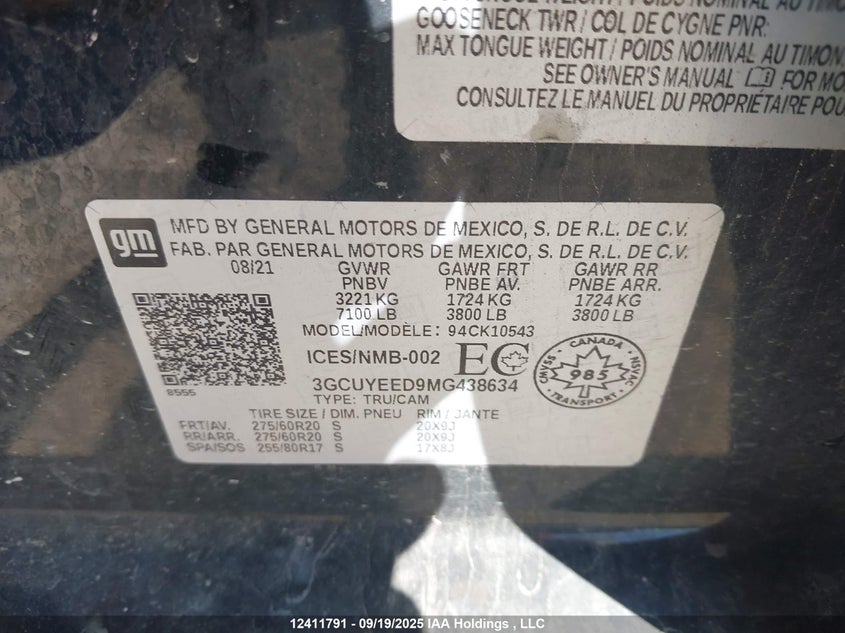 GOOSENECK TWR / COL DE CYGNE PNR:
MAX TONGUE WEIGHT / POIDS NOMINAL AU TIMON
SEE OWNER'S MANUAL FOR MO
CONSULTEZ LE MANUEL DU PROPRIÉTAIRE POU
gm
MFD BY GENERAL MOTORS DE MEXICO, S. DE R.L. DE C.V.
FAB. PAR GENERAL MOTORS DE MEXICO, S. DE R.L. DE C.V.
08/21 GVWR GAWR FRT GAWR RR
PNBV PNBE AV. PNBE ARR.
3221 KG 1724 KG 1724 KG
7100 LB 3800 LB 3800 LB
MODEL/MODÈLE: 94CK10543
ICES/NMB-002 EC
3GCUYEED9MG438634
8555
TYPE: TRU/CAM
CMVSS CANADA NSVAC
985
TRANSPORT
TIRE SIZE / DIM. PNEU RIM / JANTE
FRT/AV. 275/60R20 S 20X9J
RR/ARR. 275/60R20 S 20X9J
SPA/SOS 255/80R17 S 17X8J
12411791 - 09/19/2025 IAA Holdings , LLC